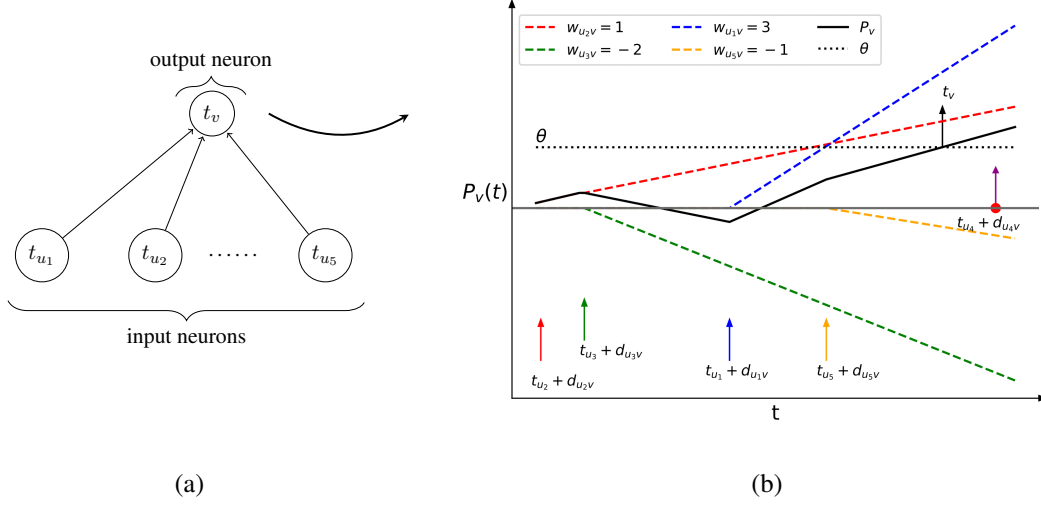 output neuron
t_v
t_{u_1}
t_{u_2}
......
t_{u_5}
input neurons
(a)
w_{u_2v} = 1
w_{u_3v} = −2
w_{u_1v} = 3
w_{u_5v} = −1
P_v
θ
θ
t_v
P_v(t)
t_{u_4} + d_{u_4v}
t_{u_3} + d_{u_3v}
t_{u_2} + d_{u_2v}
t_{u_1} + d_{u_1v}
t_{u_5} + d_{u_5v}
t
(b)